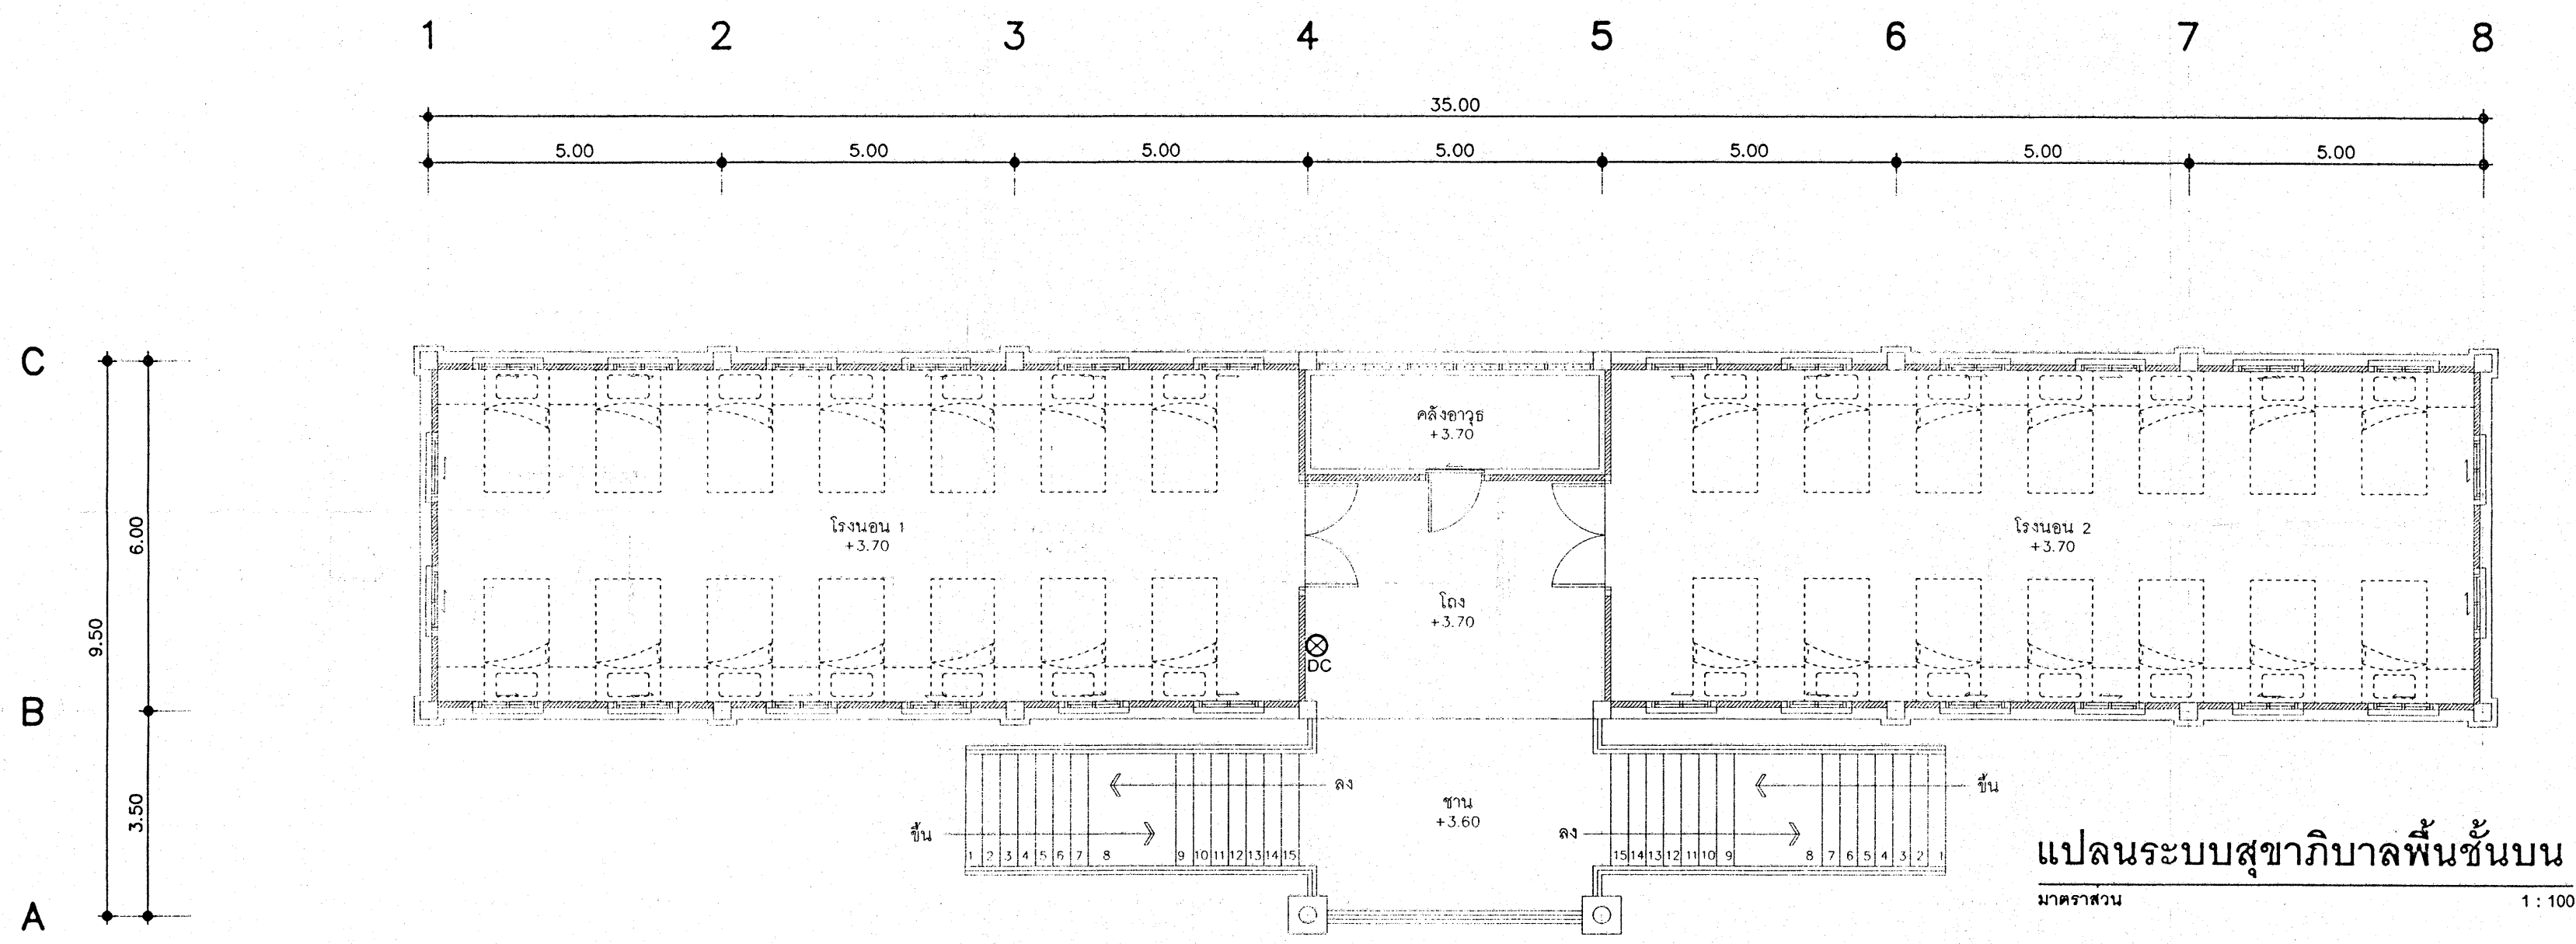 1 2 3 4 5 6 7 8
35.00
5.00 5.00 5.00 5.00 5.00 5.00 5.00
C
คลังอาวุธ
+3.70
6.00
โรงนอน 1
+3.70
โรงนอน 2
+3.70
9.50
โถง
+3.70
DC
B
ลง
ขึ้น
3.50
ชาน
+3.60
ขึ้น
ลง
1 2 3 4 5 6 7 8 9 10 11 12 13 14 15
15 14 13 12 11 10 9 8 7 6 5 4 3 2 1
แปลนระบบสุขาภิบาลพื้นชั้นบน
มาตราส่วน 1 : 100
A